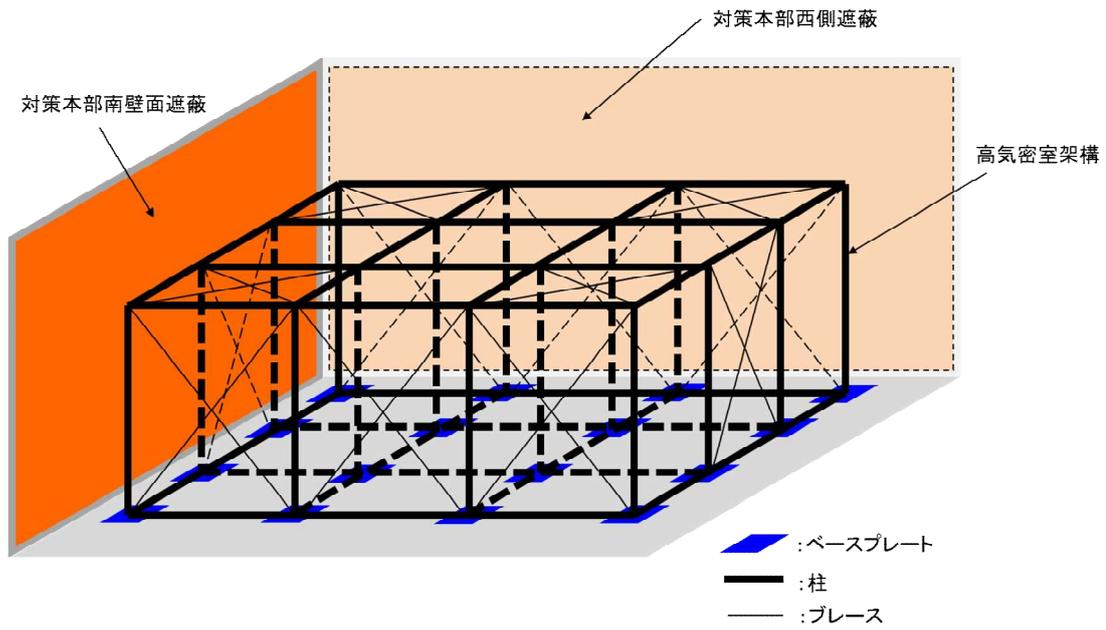 対策本部西側遮蔽
対策本部南壁面遮蔽
高気密室架構
：ベースプレート
：柱
：ブレース